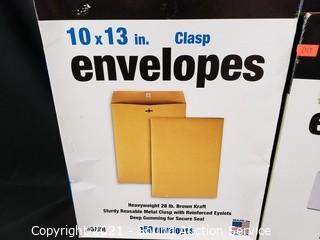 10 x 13 in. Clasp
envelopes
Heavyweight 28 lb. Brown Kraft
Sturdy Reusable Metal Clasp with Reinforced Eyelets
Deep Gumming for Secure Seal
Envelopes